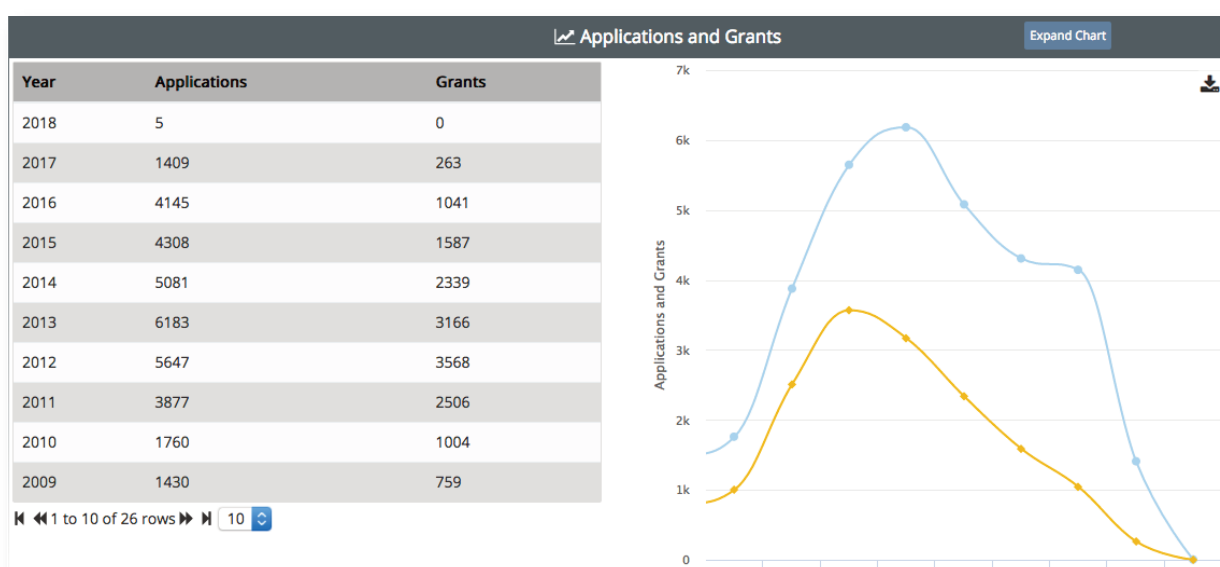 Applications and Grants
Expand Chart
Year Applications Grants
2018 5 0
2017 1409 263
2016 4145 1041
2015 4308 1587
2014 5081 2339
2013 6183 3166
2012 5647 3568
2011 3877 2506
2010 1760 1004
2009 1430 759
1 to 10 of 26 rows 10
7k
6k
5k
4k
3k
2k
1k
0
Applications and Grants